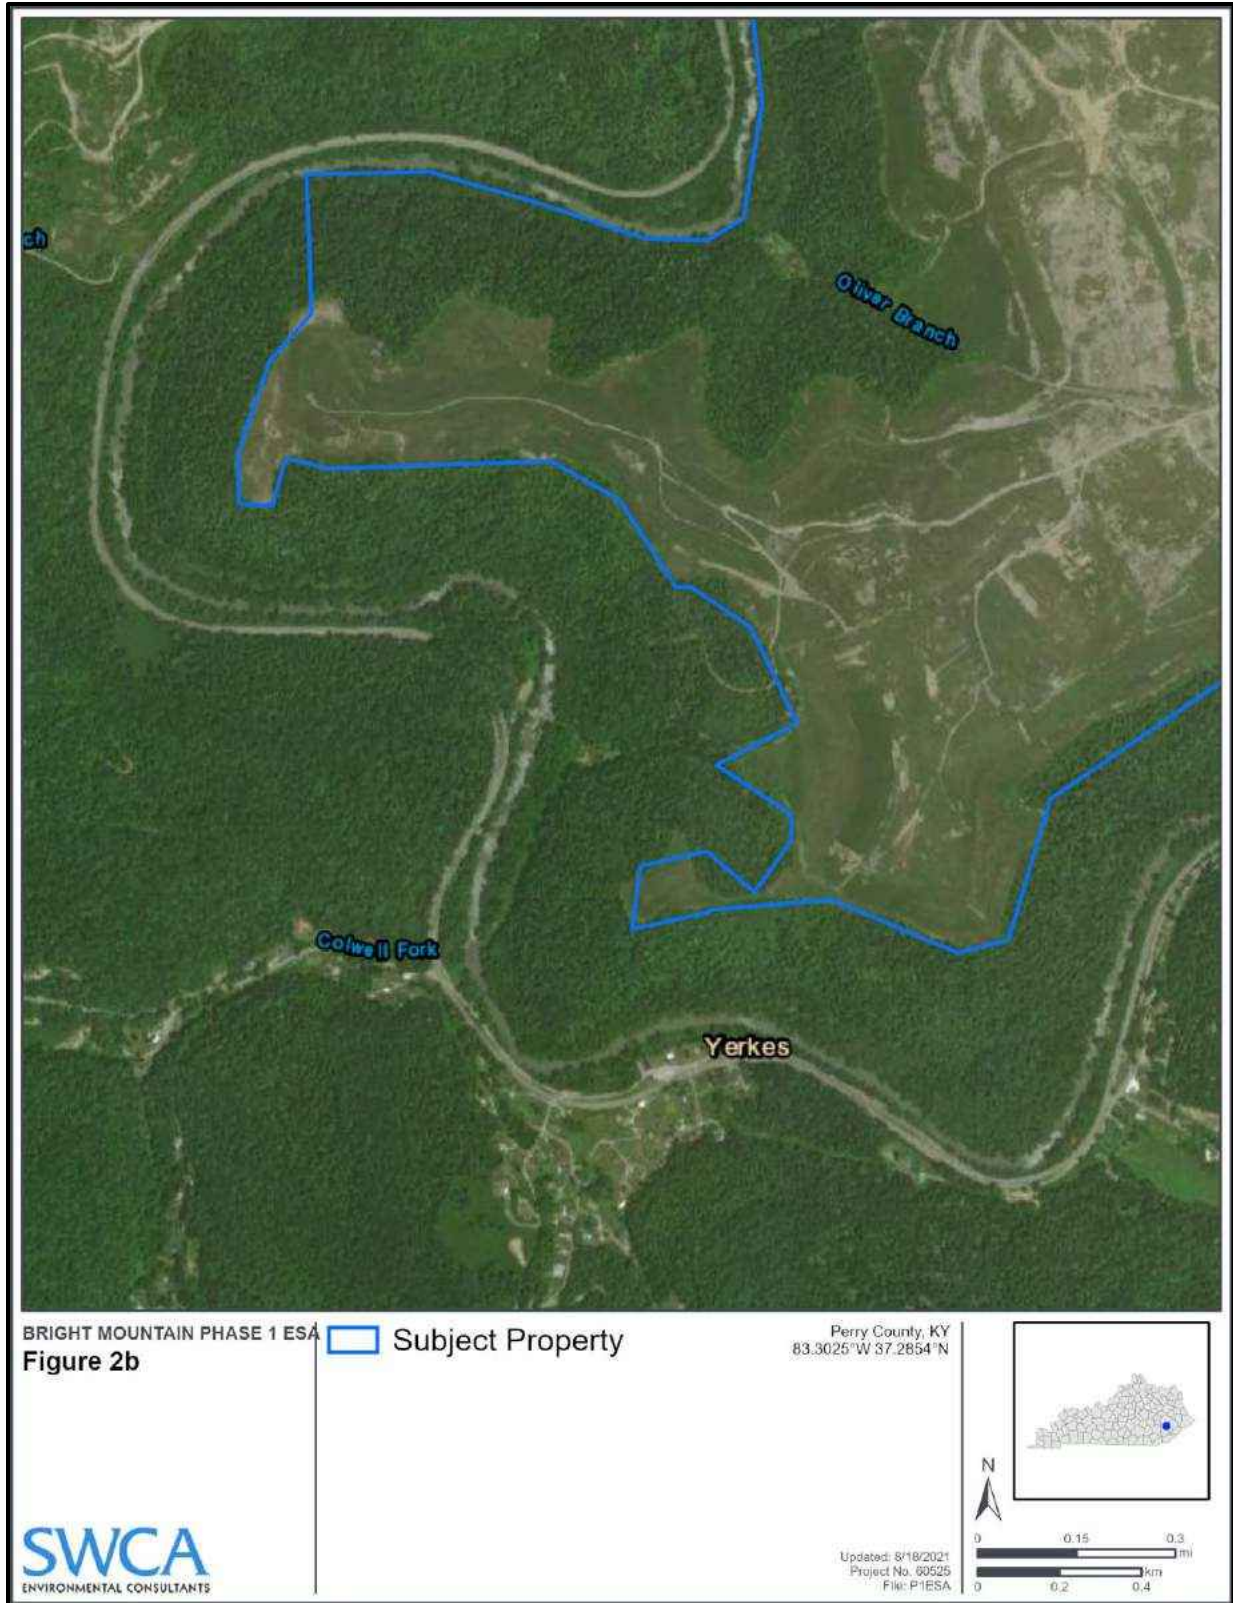 ch
Oliver Branch
Colwell Fork
Yerkes
BRIGHT MOUNTAIN PHASE 1 ESA
Figure 2b
Subject Property
Perry County, KY
83.3025°W 37.2854°N
N
0 0.15 0.3
mi
km
0 0.2 0.4
Updated: 8/18/2021
Project No. 60525
File: P1ESA
SWCA
ENVIRONMENTAL CONSULTANTS